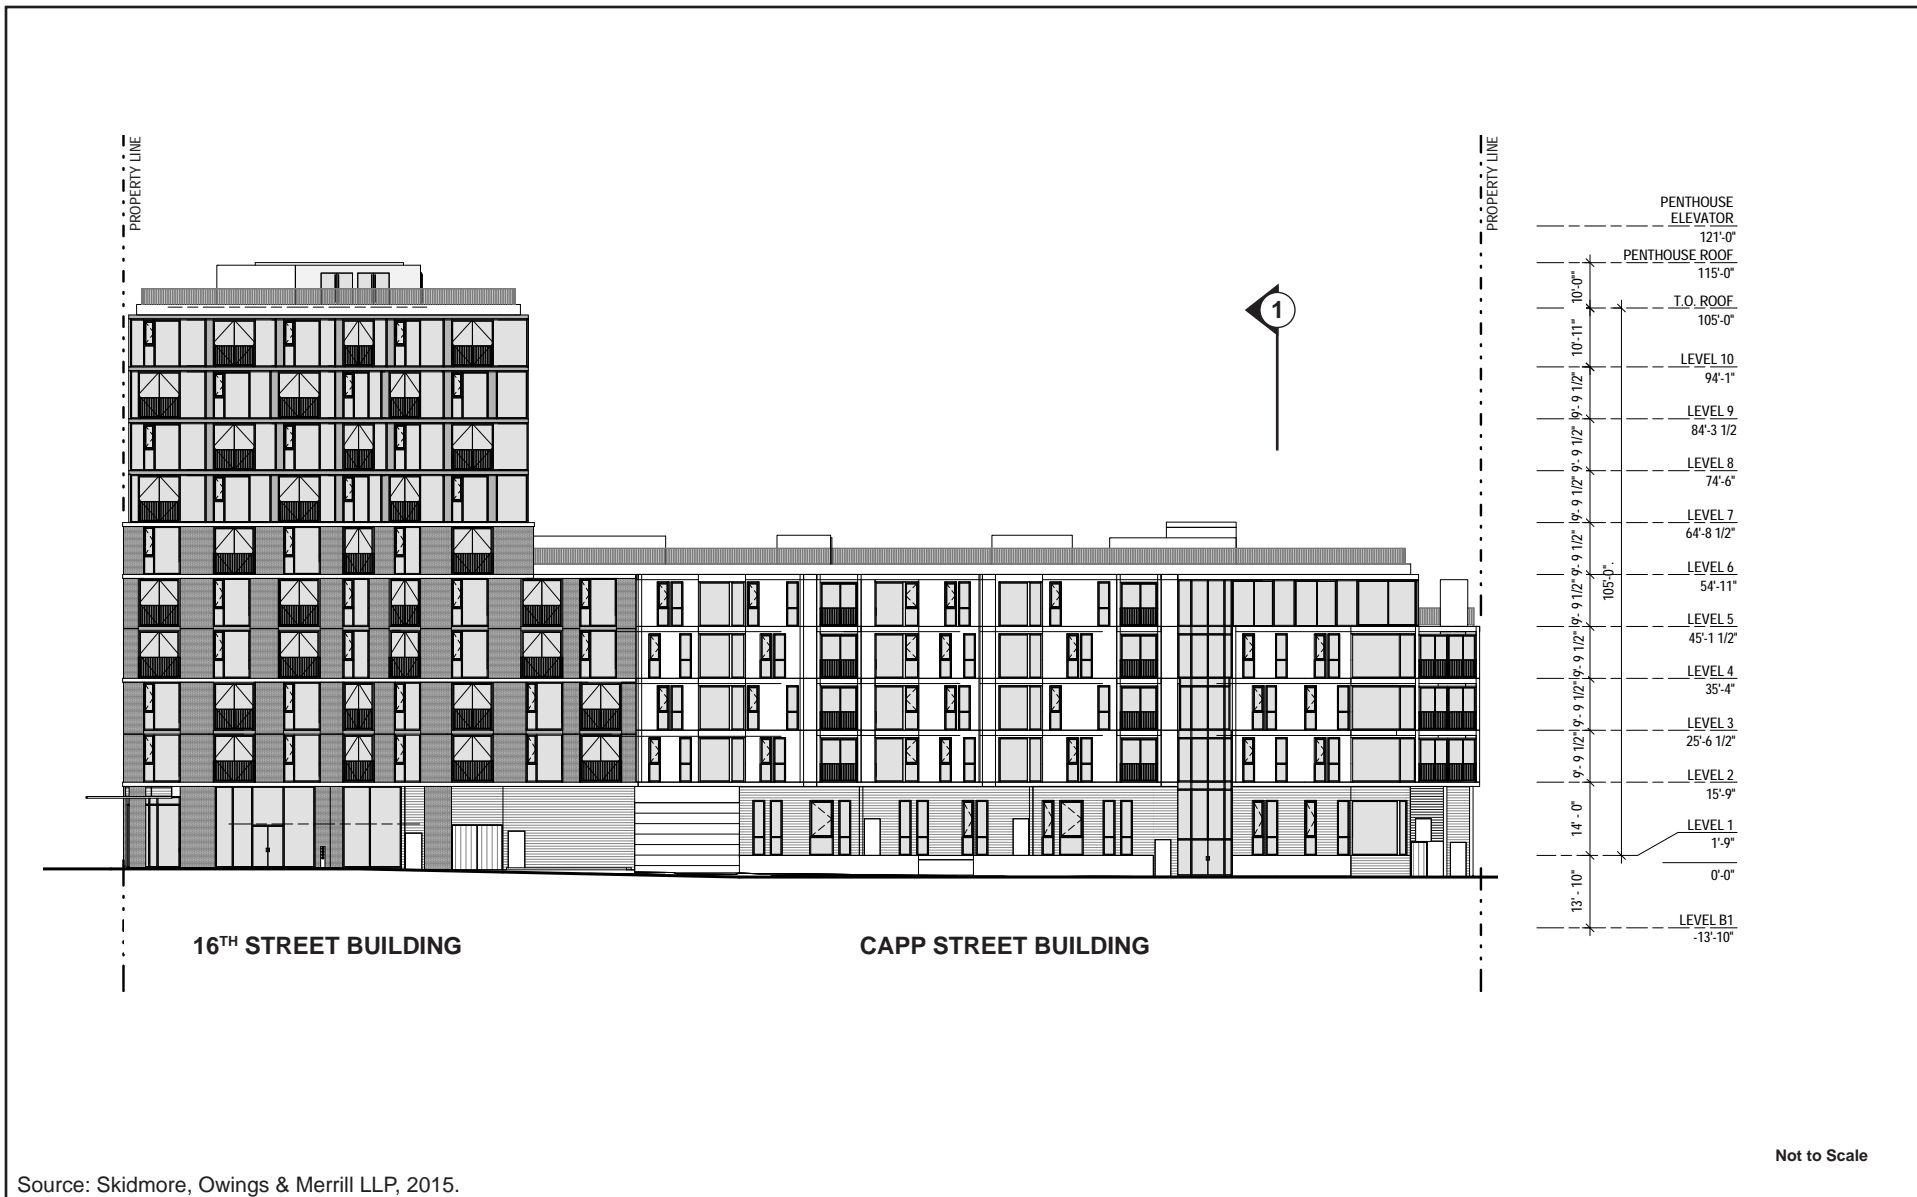 PROPERTY LINE
PROPERTY LINE
1
PENTHOUSE
ELEVATOR
121'-0"
PENTHOUSE ROOF
115'-0"
10'-0""
T.O. ROOF
105'-0"
10'-11"
LEVEL 10
94'-1"
9'- 9 1/2"
LEVEL 9
84'-3 1/2
9'- 9 1/2"
LEVEL 8
74'-6"
9'- 9 1/2"
LEVEL 7
64'-8 1/2"
9'- 9 1/2"
LEVEL 6
54'-11"
105'-0".
9'- 9 1/2"
LEVEL 5
45'-1 1/2"
9'- 9 1/2"
LEVEL 4
35'-4"
9'- 9 1/2"
LEVEL 3
25'-6 1/2"
9'- 9 1/2"
LEVEL 2
15'-9"
14' - 0"
LEVEL 1
1'-9"
0'-0"
13' - 10"
LEVEL B1
-13'-10"
16TH STREET BUILDING
CAPP STREET BUILDING
Not to Scale
Source: Skidmore, Owings & Merrill LLP, 2015.